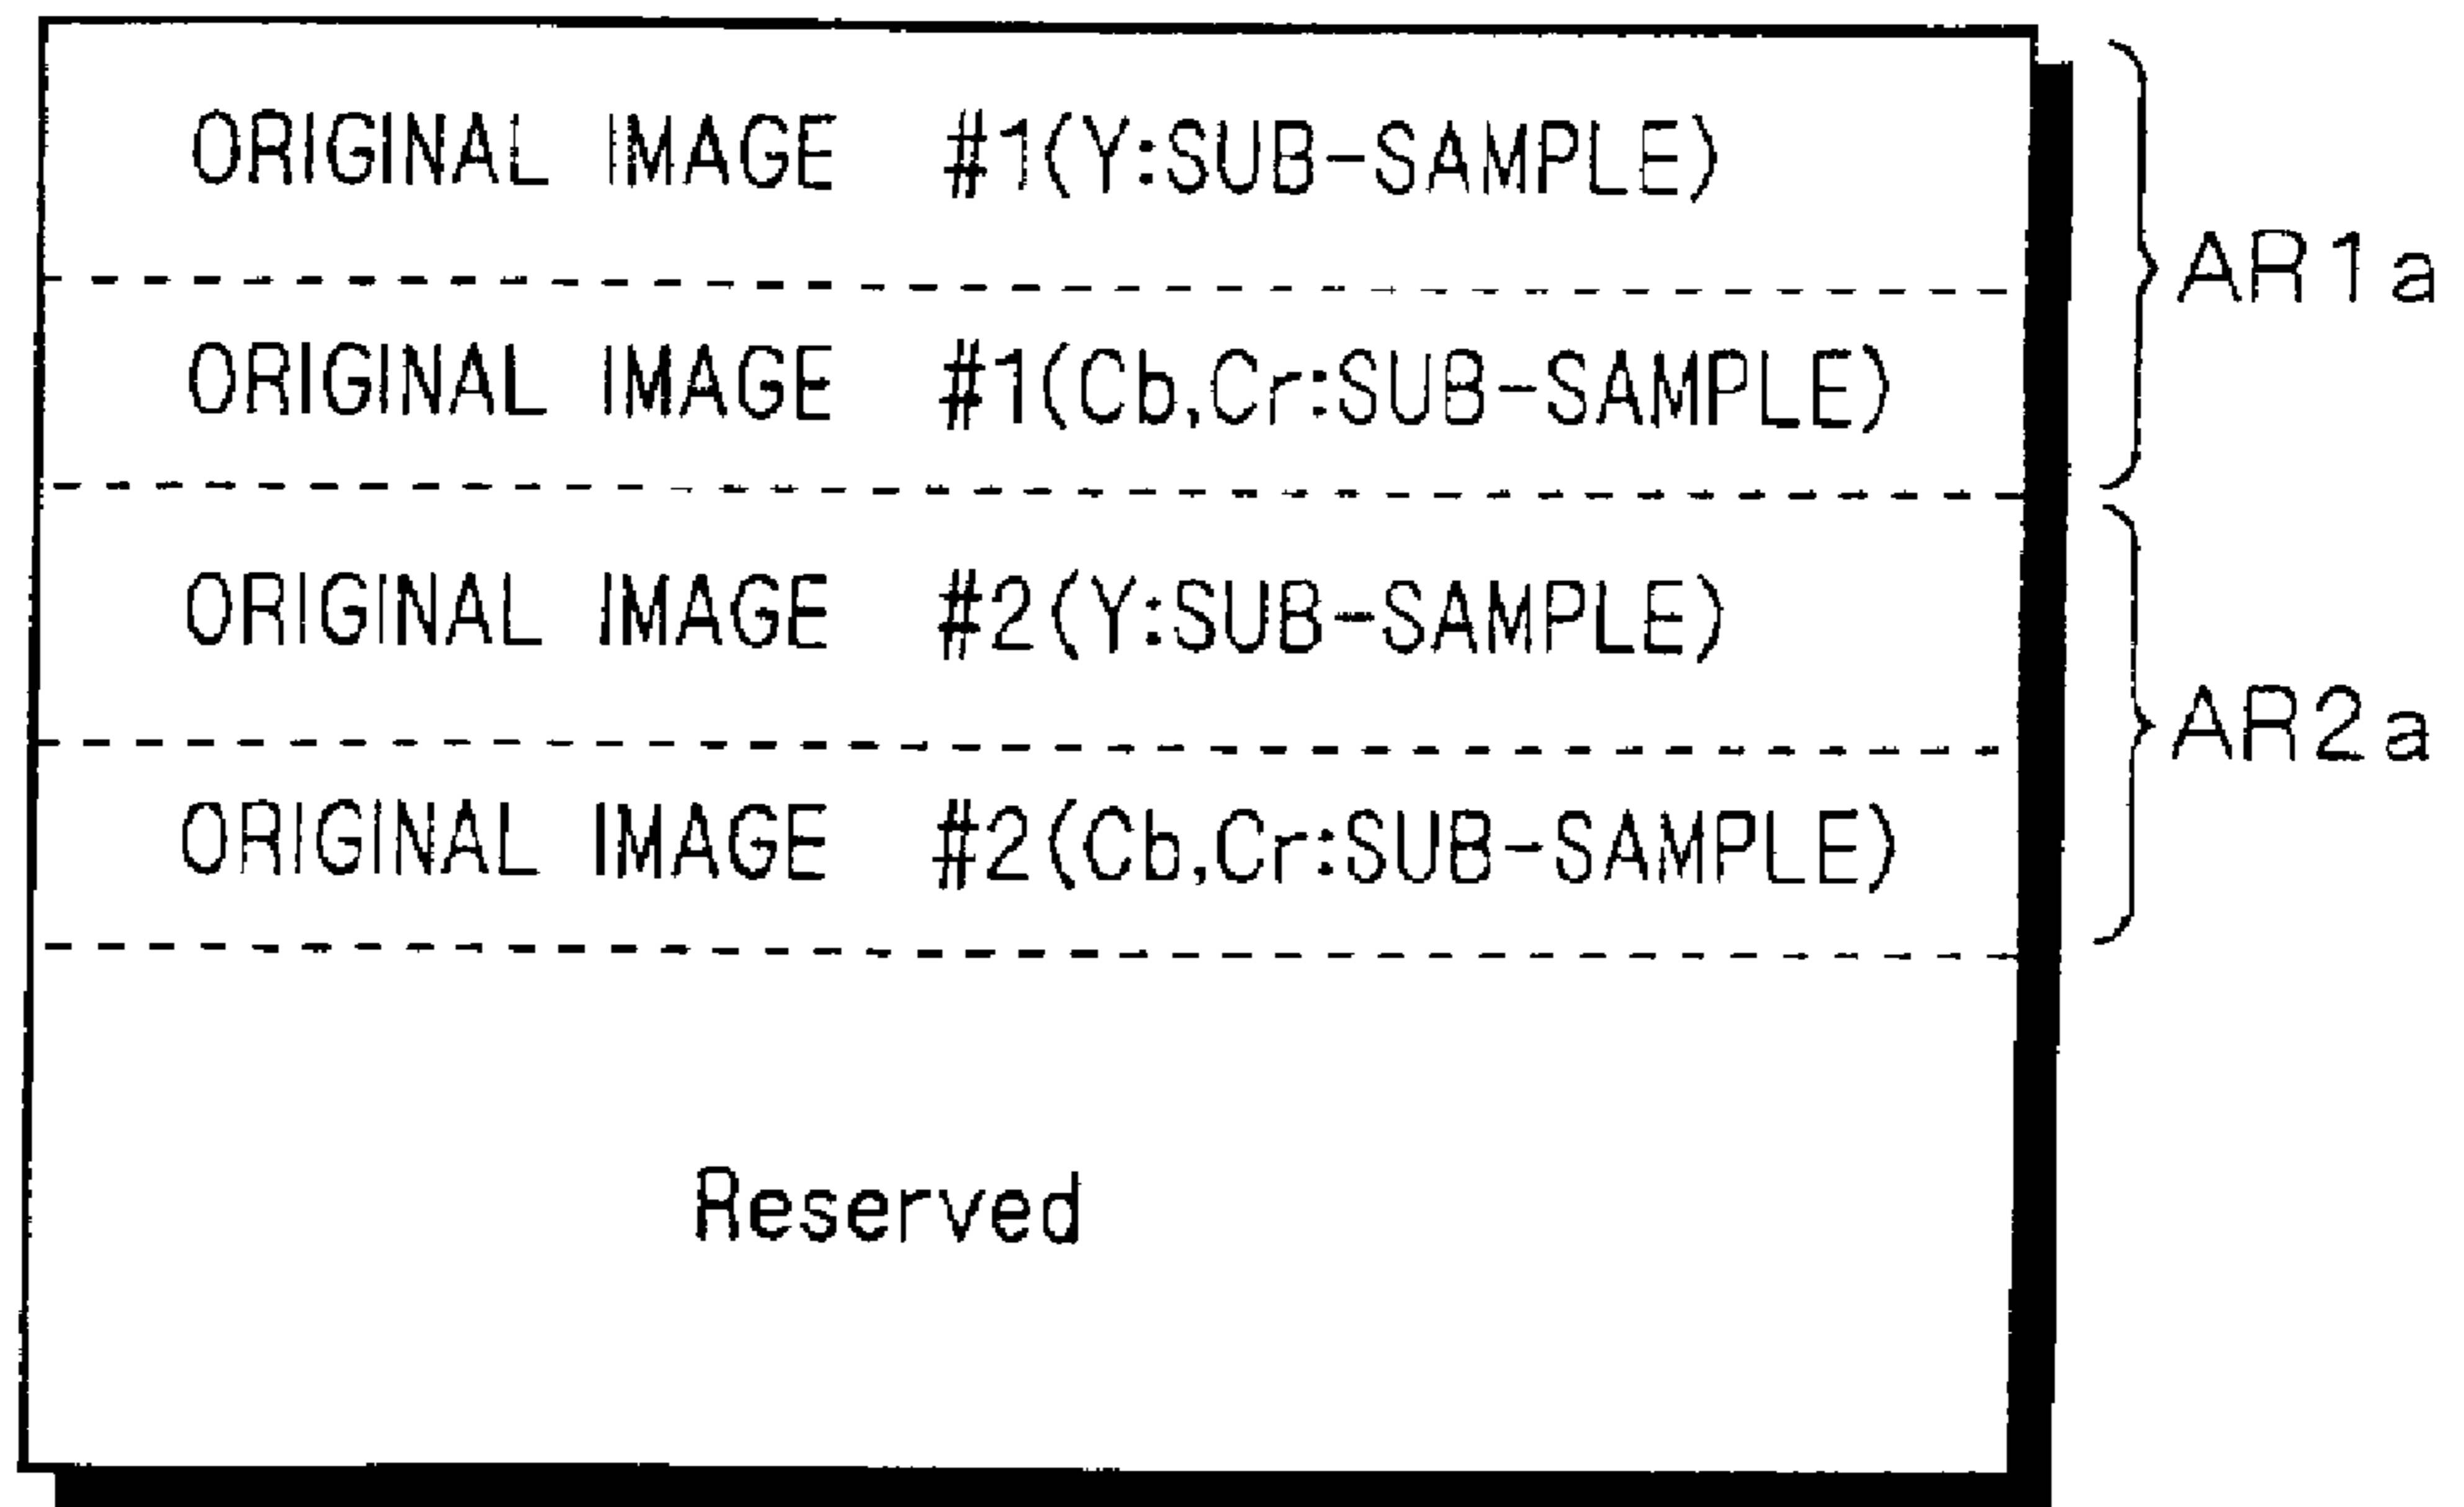 ORIGINAL IMAGE #1(Y:SUB-SAMPLE)
ORIGINAL IMAGE #1(Cb,Cr:SUB-SAMPLE)
AR1a
ORIGINAL IMAGE #2(Y:SUB-SAMPLE)
ORIGINAL IMAGE #2(Cb,Cr:SUB-SAMPLE)
AR2a
Reserved